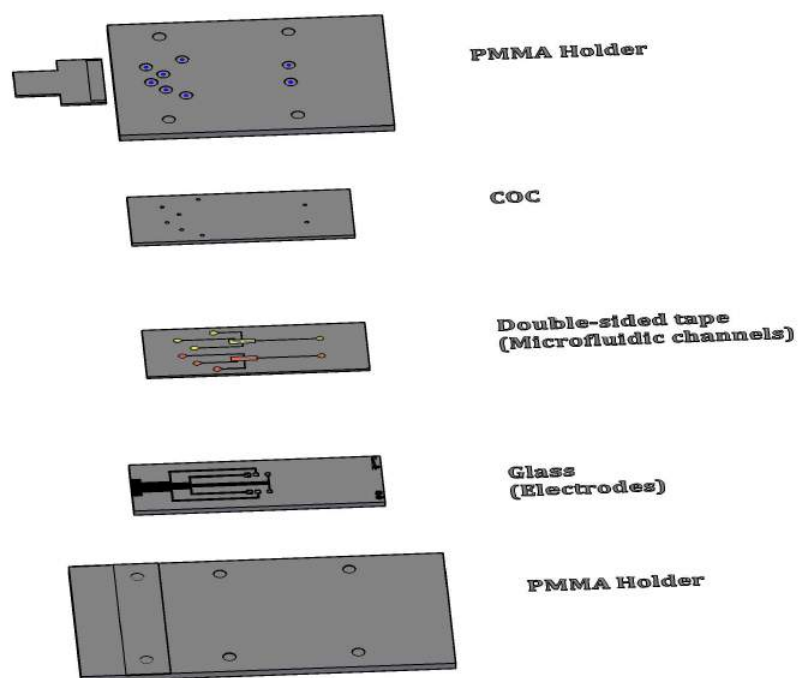 PMMA Holder
COC
Double-sided tape
(Microfluidic channels)
Glass
(Electrodes)
PMMA Holder